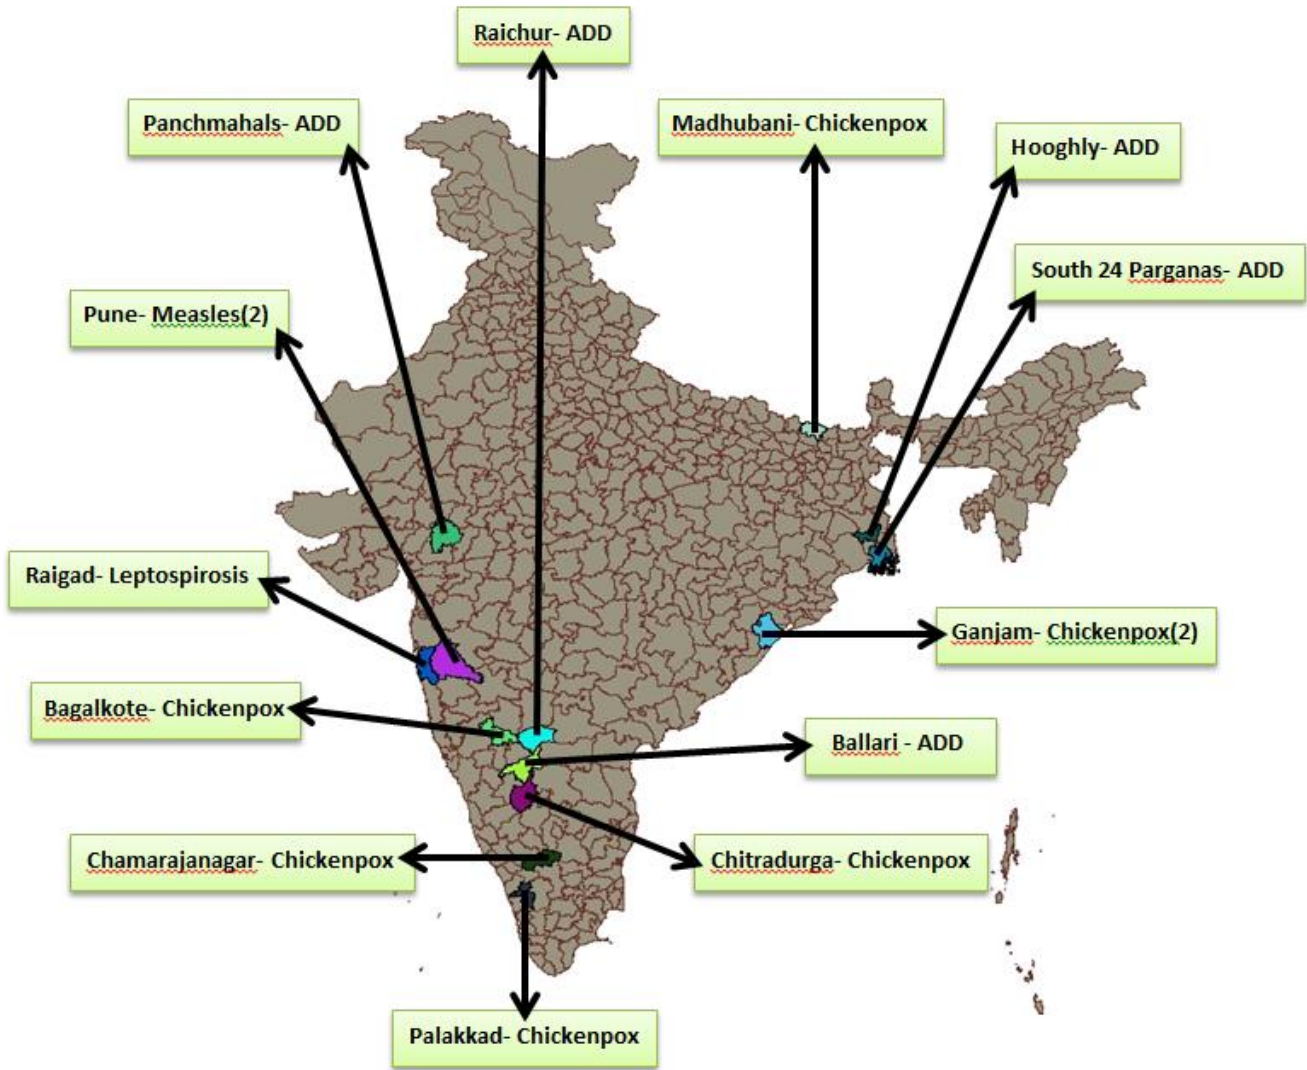 Raichur- ADD
Panchmahals- ADD
Madhubani- Chickenpox
Hooghly- ADD
South 24 Parganas- ADD
Pune- Measles(2)
Raigad- Leptospirosis
Ganjam- Chickenpox(2)
Bagalkote- Chickenpox
Ballari - ADD
Chamarajanagar- Chickenpox
Chitradurga- Chickenpox
Palakkad- Chickenpox